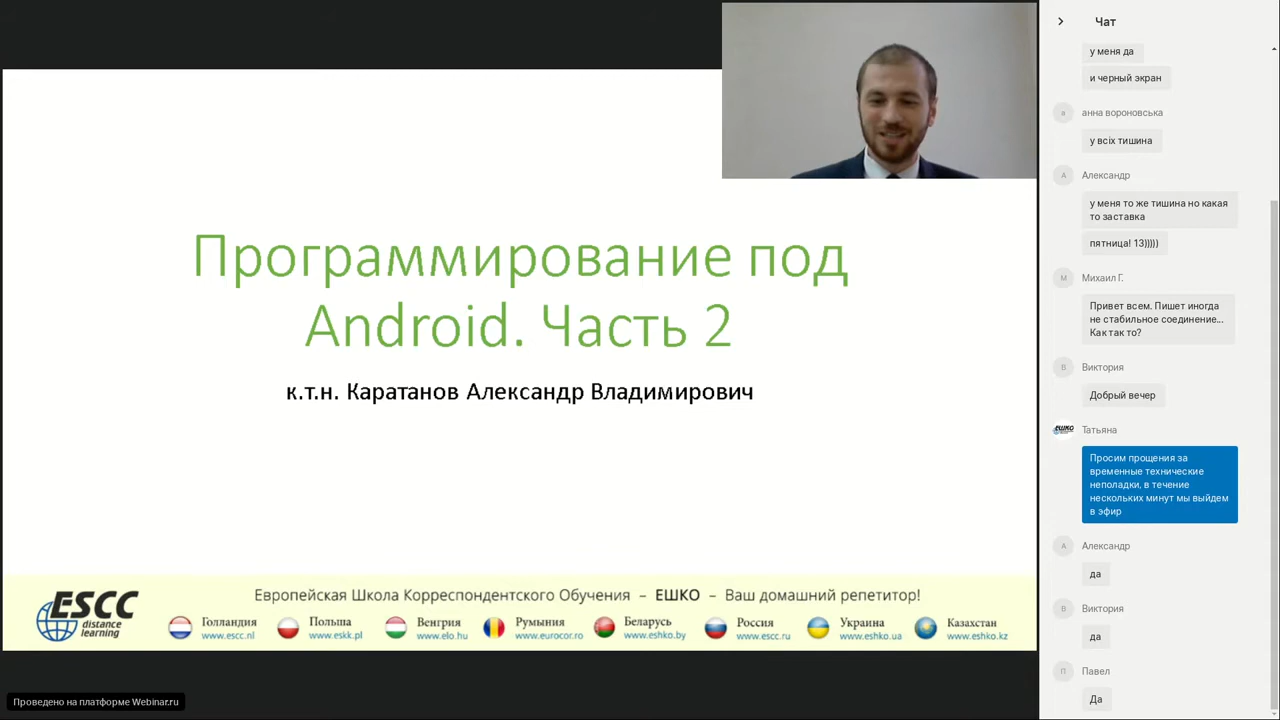 Программирование под
Android. Часть 2
к.т.н. Каратанов Александр Владимирович
ESCC
distance
learning
Европейская Школа Корреспондентского Обучения – ЕШКО – Ваш домашний репетитор!
Голландия
www.escc.nl
Польша
www.eskk.pl
Венгрия
www.elo.hu
Румыния
www.eurocor.ro
Беларусь
www.eshko.by
Россия
www.escc.ru
Украина
www.eshko.ua
Казахстан
www.eshko.kz
Проведено на платформе Webinar.ru
Чат
у меня да
и черный экран
в
анна вороновська
у всіх тишина
А
Александр
у меня то же тишина но какая
то заставка
пятница! 13)))))
М
Михаил Г.
Привет всем. Пишет иногда
не стабильное соединение...
Как так то?
В
Виктория
Добрый вечер
ЕШКО
Татьяна
Просим прощения за
временные технические
неполадки, в течение
нескольких минут мы выйдем
в эфир
А
Александр
да
В
Виктория
да
П
Павел
Да